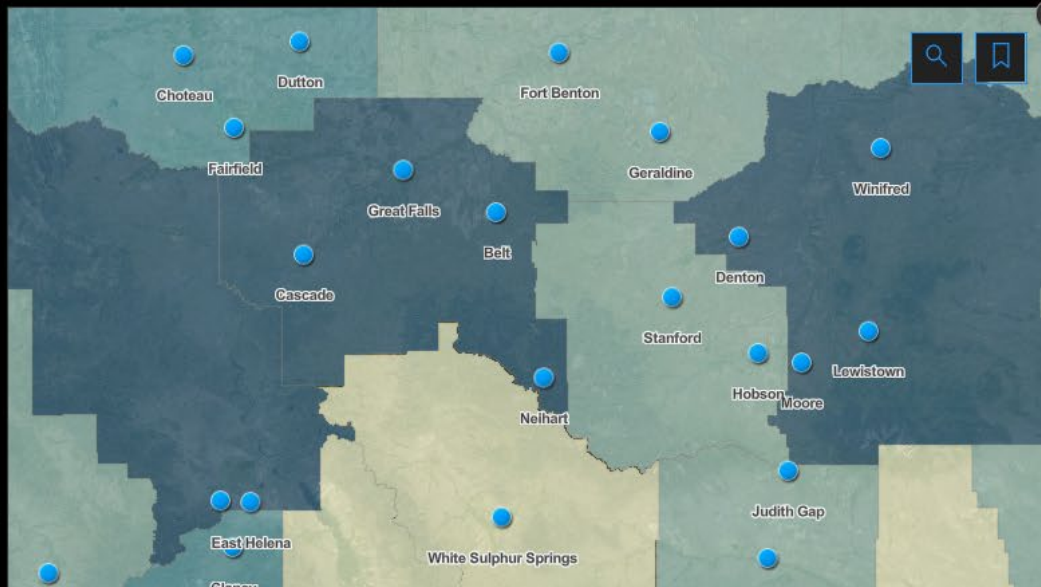 Dutton
Choteau
Fort Benton
Fairfield
Geraldine
Winifred
Great Falls
Belt
Denton
Cascade
Stanford
Lewistown
Hobson
Moore
Neihart
Judith Gap
East Helena
White Sulphur Springs
Clancy